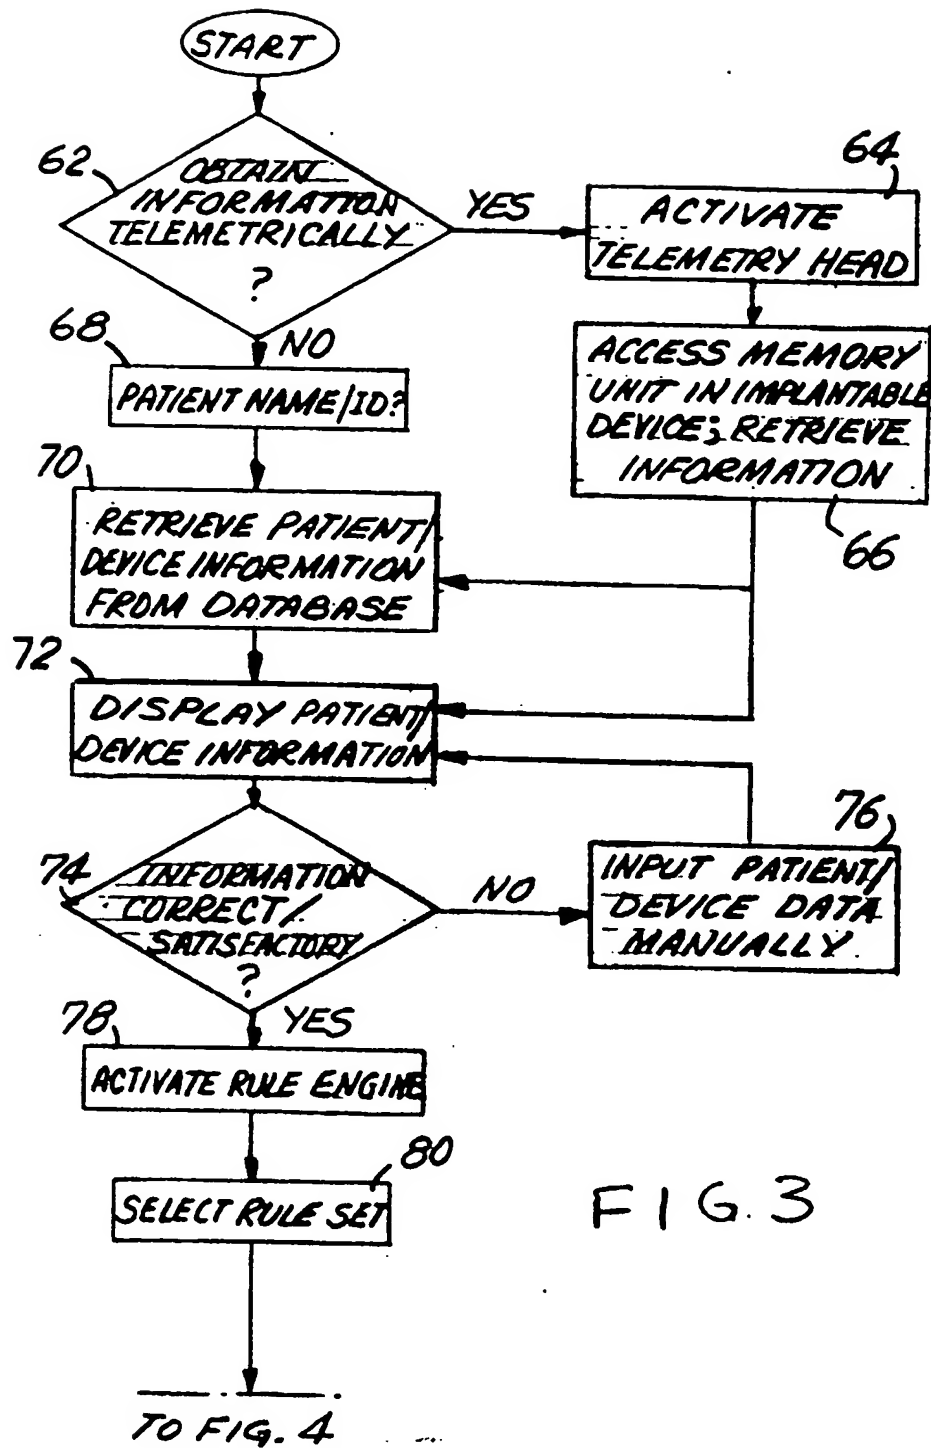 START
62
OBTAIN
INFORMATION
TELEMETRICALLY
?
YES
64
ACTIVATE
TELEMETRY HEAD
NO
68
PATIENT NAME/ID?
ACCESS MEMORY
UNIT IN IMPLANTABLE
DEVICE; RETRIEVE
INFORMATION
66
70
RETRIEVE PATIENT/
DEVICE INFORMATION
FROM DATABASE
72
DISPLAY PATIENT/
DEVICE INFORMATION
74
INFORMATION
CORRECT/
SATISFACTORY
?
NO
76
INPUT PATIENT/
DEVICE DATA
MANUALLY
YES
78
ACTIVATE RULE ENGINE
80
SELECT RULE SET
FIG. 3
TO FIG. 4